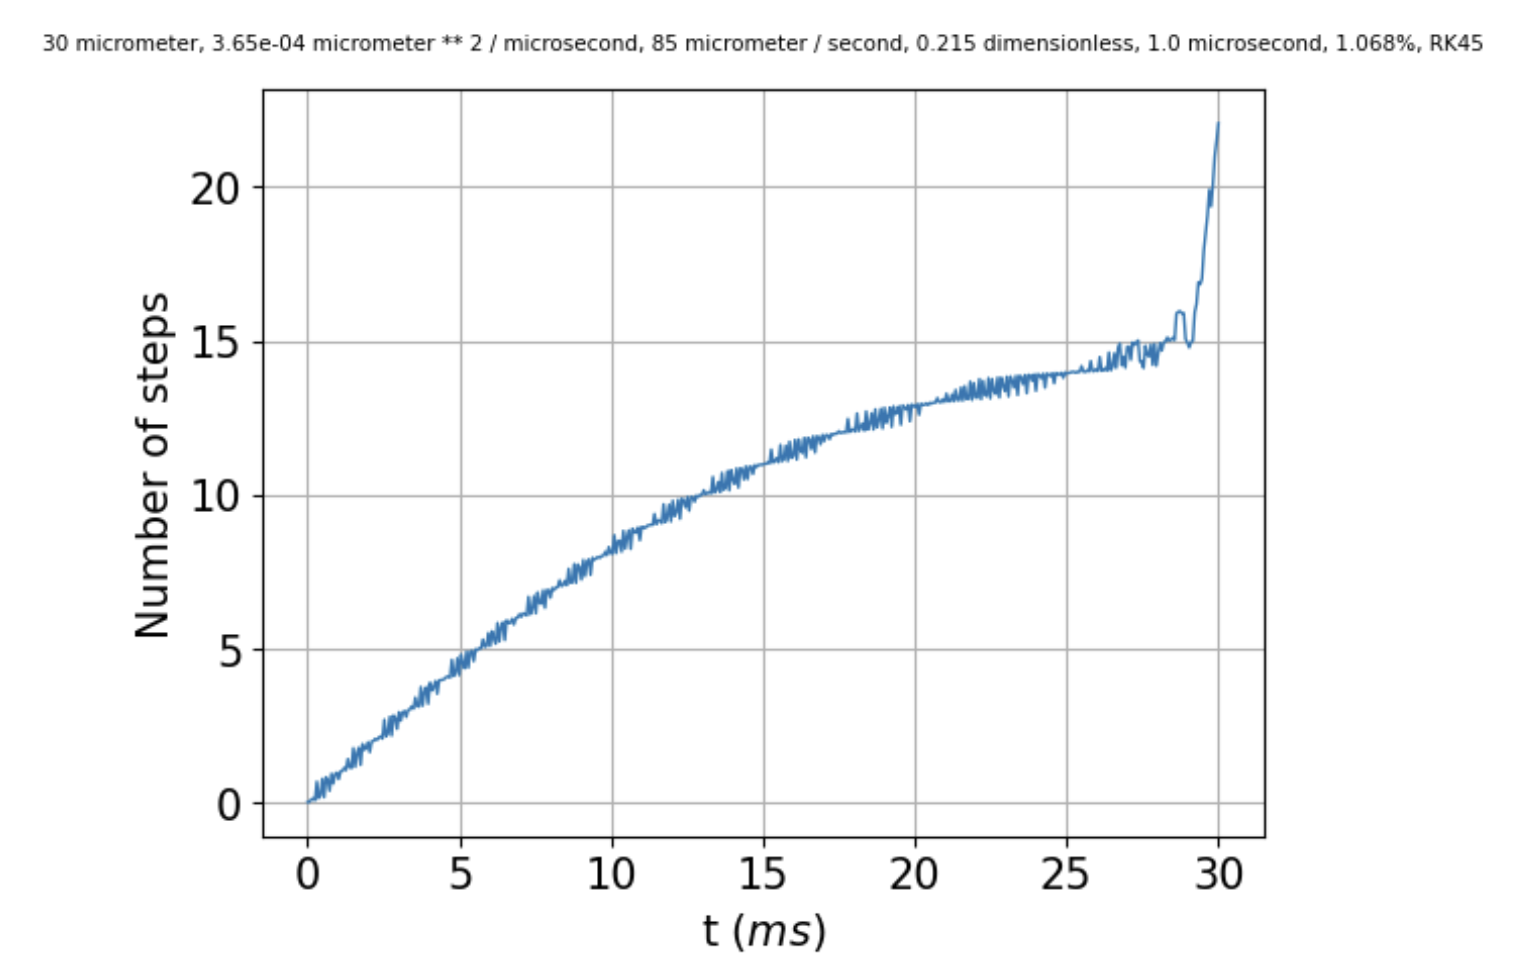 30 micrometer, 3.65e-04 micrometer ** 2 / microsecond, 85 micrometer / second, 0.215 dimensionless, 1.0 microsecond, 1.068%, RK45
20
15
10
5
0
Number of steps
0 5 10 15 20 25 30
t (ms)